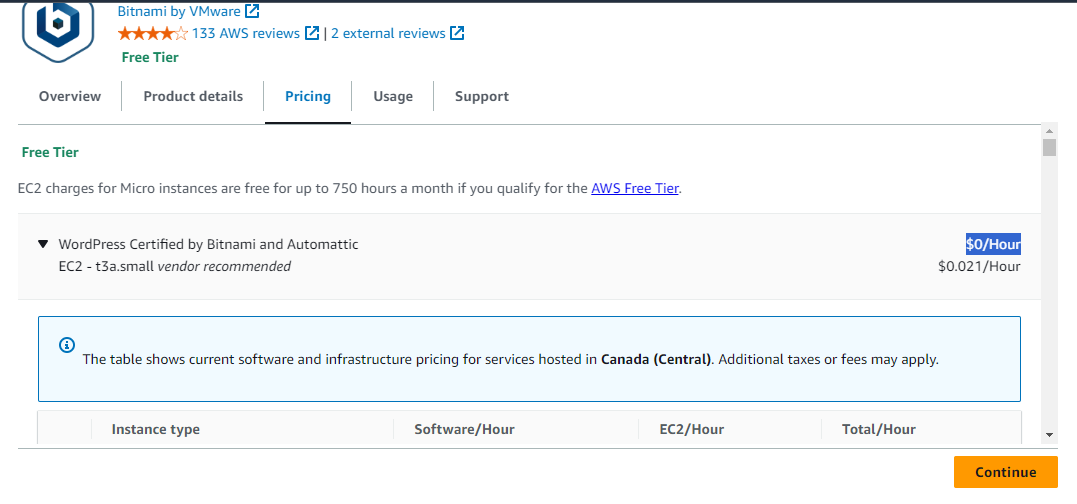 Bitnami by VMware
133 AWS reviews | 2 external reviews
Free Tier
Overview
Product details
Pricing
Usage
Support
Free Tier
EC2 charges for Micro instances are free for up to 750 hours a month if you qualify for the AWS Free Tier.
WordPress Certified by Bitnami and Automattic $0/Hour
EC2 - t3a.small vendor recommended $0.021/Hour
The table shows current software and infrastructure pricing for services hosted in Canada (Central). Additional taxes or fees may apply.
Instance type Software/Hour EC2/Hour Total/Hour
Continue